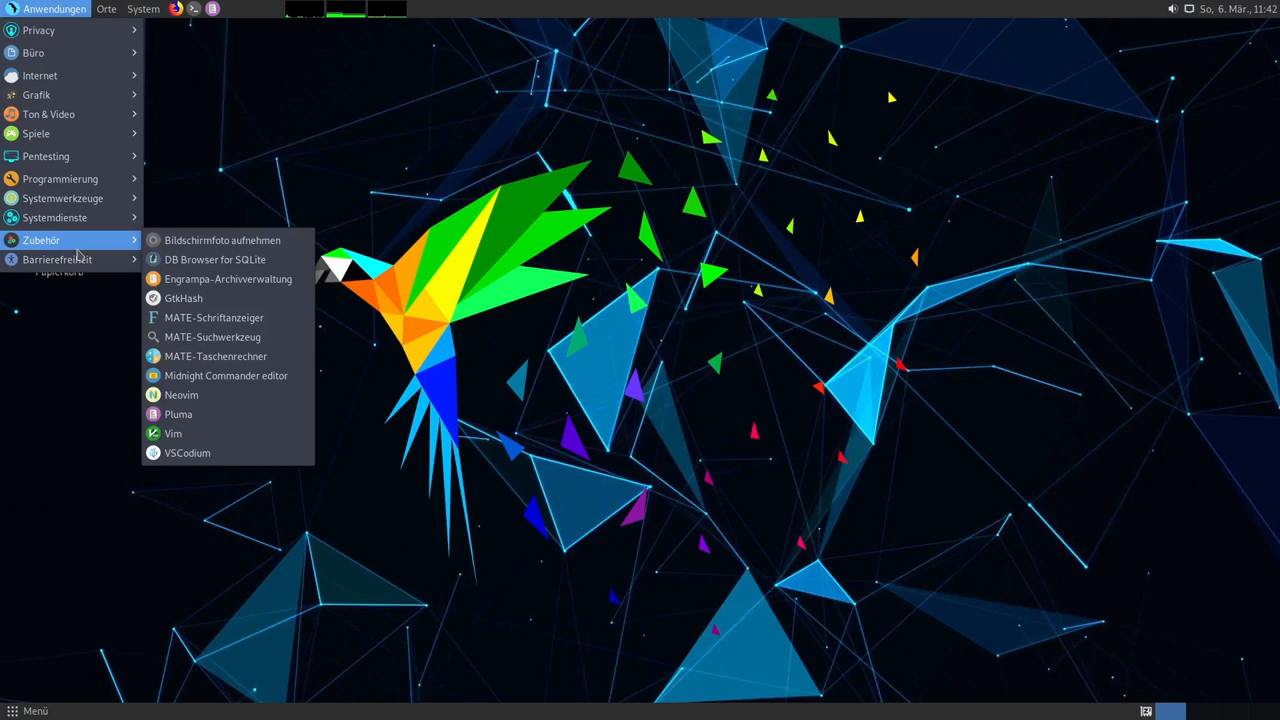 Anwendungen Orte System So, 6. Mär., 11:42
Privacy
Büro
Internet
Grafik
Ton & Video
Spiele
Pentesting
Programmierung
Systemwerkzeuge
Systemdienste
Zubehör
Barrierefreiheit
Papierkorb
Bildschirmfoto aufnehmen
DB Browser for SQLite
Engrampa-Archivverwaltung
GtkHash
MATE-Schriftanzeiger
MATE-Suchwerkzeug
MATE-Taschenrechner
Midnight Commander editor
Neovim
Pluma
Vim
VSCodium
Menü